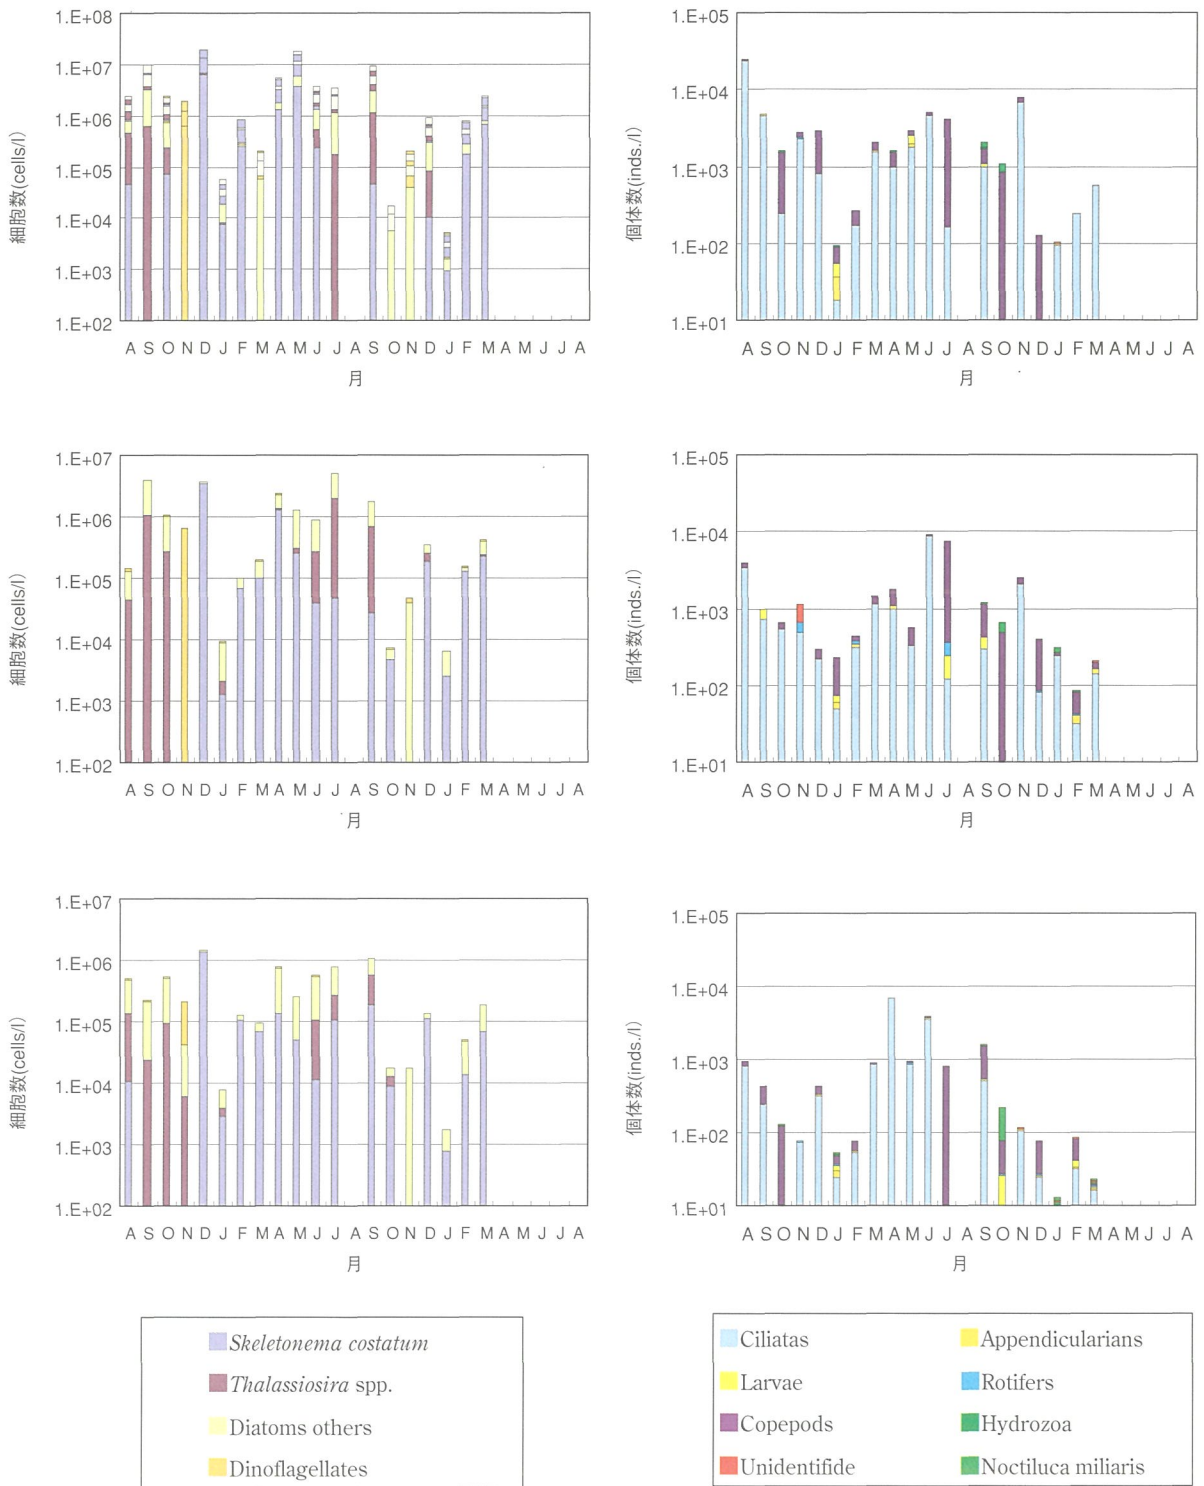 1.E+08
1.E+07
1.E+06
1.E+05
1.E+04
1.E+03
1.E+02
細胞数(cells/l)
A S O N D J F M A M J J A S O N D J F M A M J J A
月
1.E+05
1.E+04
1.E+03
1.E+02
1.E+01
個体数(inds./l)
A S O N D J F M A M J J A S O N D J F M A M J J A
月
1.E+07
1.E+06
1.E+05
1.E+04
1.E+03
1.E+02
細胞数(cells/l)
A S O N D J F M A M J J A S O N D J F M A M J J A
月
1.E+05
1.E+04
1.E+03
1.E+02
1.E+01
個体数(inds./l)
A S O N D J F M A M J J A S O N D J F M A M J J A
月
1.E+07
1.E+06
1.E+05
1.E+04
1.E+03
1.E+02
細胞数(cells/l)
A S O N D J F M A M J J A S O N D J F M A M J J A
月
1.E+05
1.E+04
1.E+03
1.E+02
1.E+01
個体数(inds./l)
A S O N D J F M A M J J A S O N D J F M A M J J A
月
Skeletonema costatum
Thalassiosira spp.
Diatoms others
Dinoflagellates
Ciliatas
Appendicularians
Larvae
Rotifers
Copepods
Hydrozoa
Unidentifide
Noctiluca miliaris